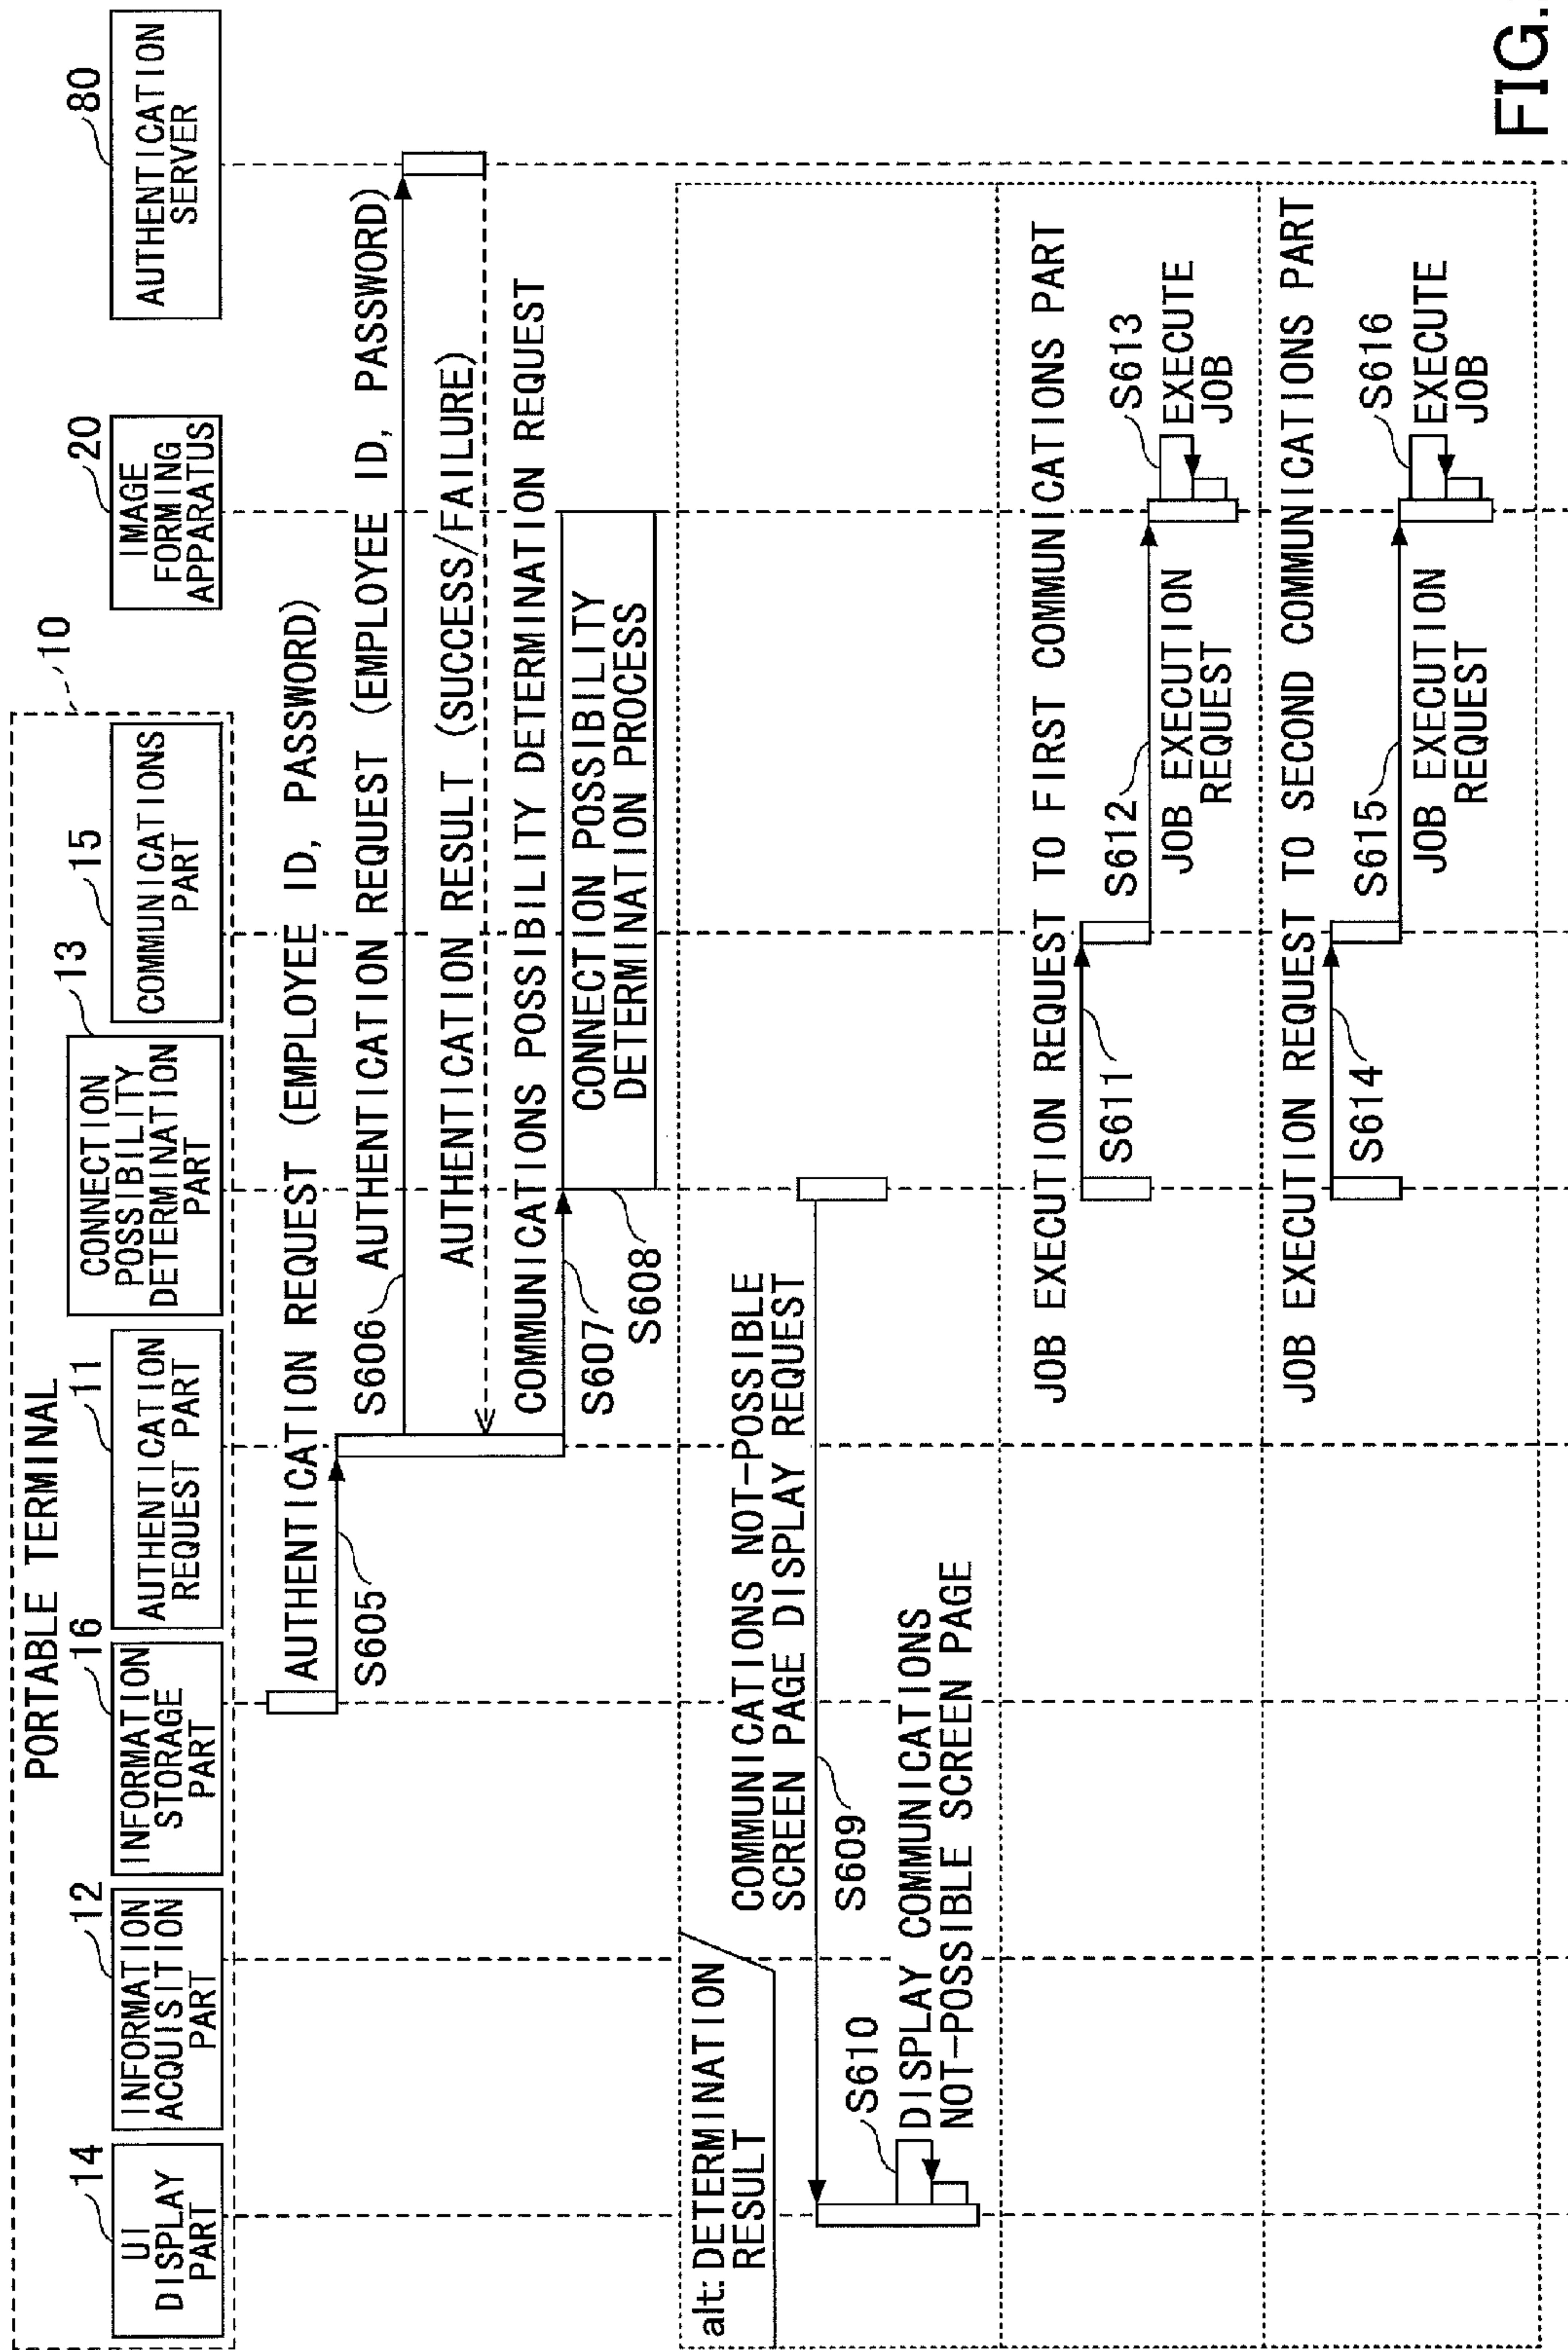 PORTABLE TERMINAL
10
14
UI
DISPLAY
PART
12
INFORMATION
ACQUISITION
PART
16
INFORMATION
STORAGE
PART
11
AUTHENTICATION
REQUEST PART
13
CONNECTION
POSSIBILITY
DETERMINATION
PART
15
COMMUNICATIONS
PART
20
IMAGE
FORMING
APPARATUS
80
AUTHENTICATION
SERVER
AUTHENTICATION REQUEST (EMPLOYEE ID, PASSWORD)
S605
S606
AUTHENTICATION REQUEST (EMPLOYEE ID, PASSWORD)
AUTHENTICATION RESULT (SUCCESS/FAILURE)
COMMUNICATIONS POSSIBILITY DETERMINATION REQUEST
S607
CONNECTION POSSIBILITY
DETERMINATION PROCESS
S608
alt: DETERMINATION
RESULT
COMMUNICATIONS NOT-POSSIBLE
SCREEN PAGE DISPLAY REQUEST
S609
S610
DISPLAY COMMUNICATIONS
NOT-POSSIBLE SCREEN PAGE
JOB EXECUTION REQUEST TO FIRST COMMUNICATIONS PART
S611
S612
JOB EXECUTION
REQUEST
S613
EXECUTE
JOB
JOB EXECUTION REQUEST TO SECOND COMMUNICATIONS PART
S614
S615
JOB EXECUTION
REQUEST
S616
EXECUTE
JOB
FIG.